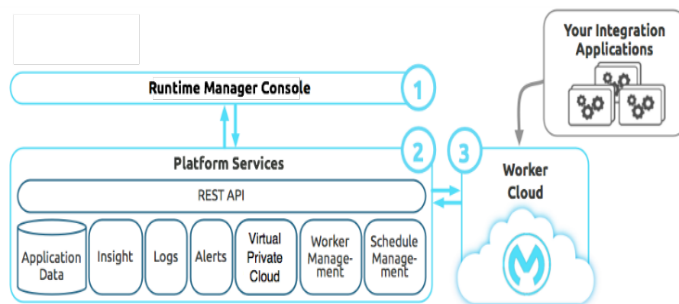 Your Integration
Applications
Runtime Manager Console
1
Platform Services
2
3
Worker
Cloud
REST API
Application
Data
Insight
Logs
Alerts
Virtual
Private
Cloud
Worker
Manage-
ment
Schedule
Manage-
ment